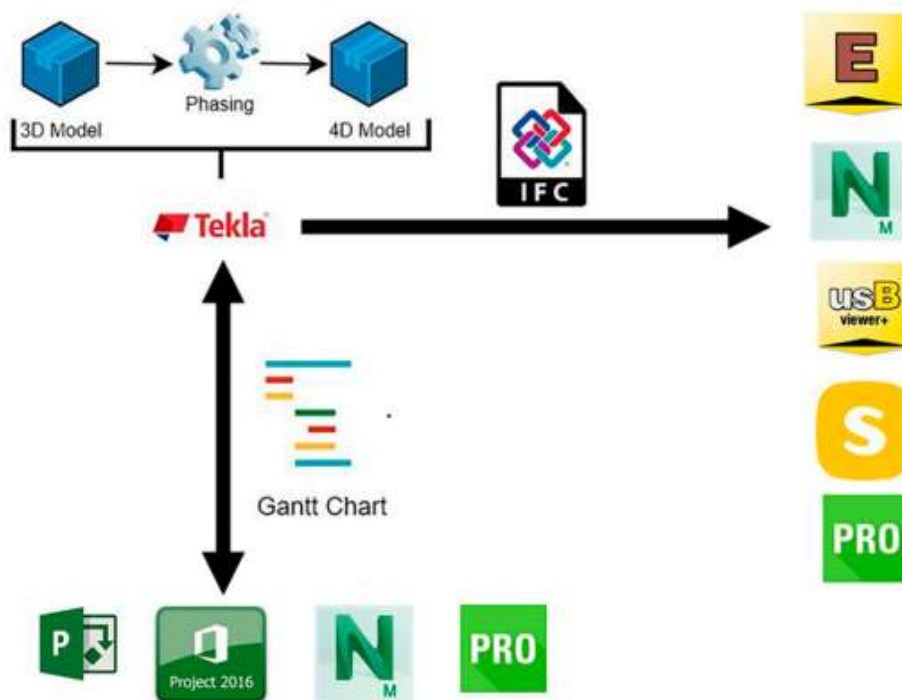 Phasing
3D Model
4D Model
E
IFC
Tekla
N
M
usB
viewer+
S
Gantt Chart
PRO
P
Project 2016
N
M
PRO